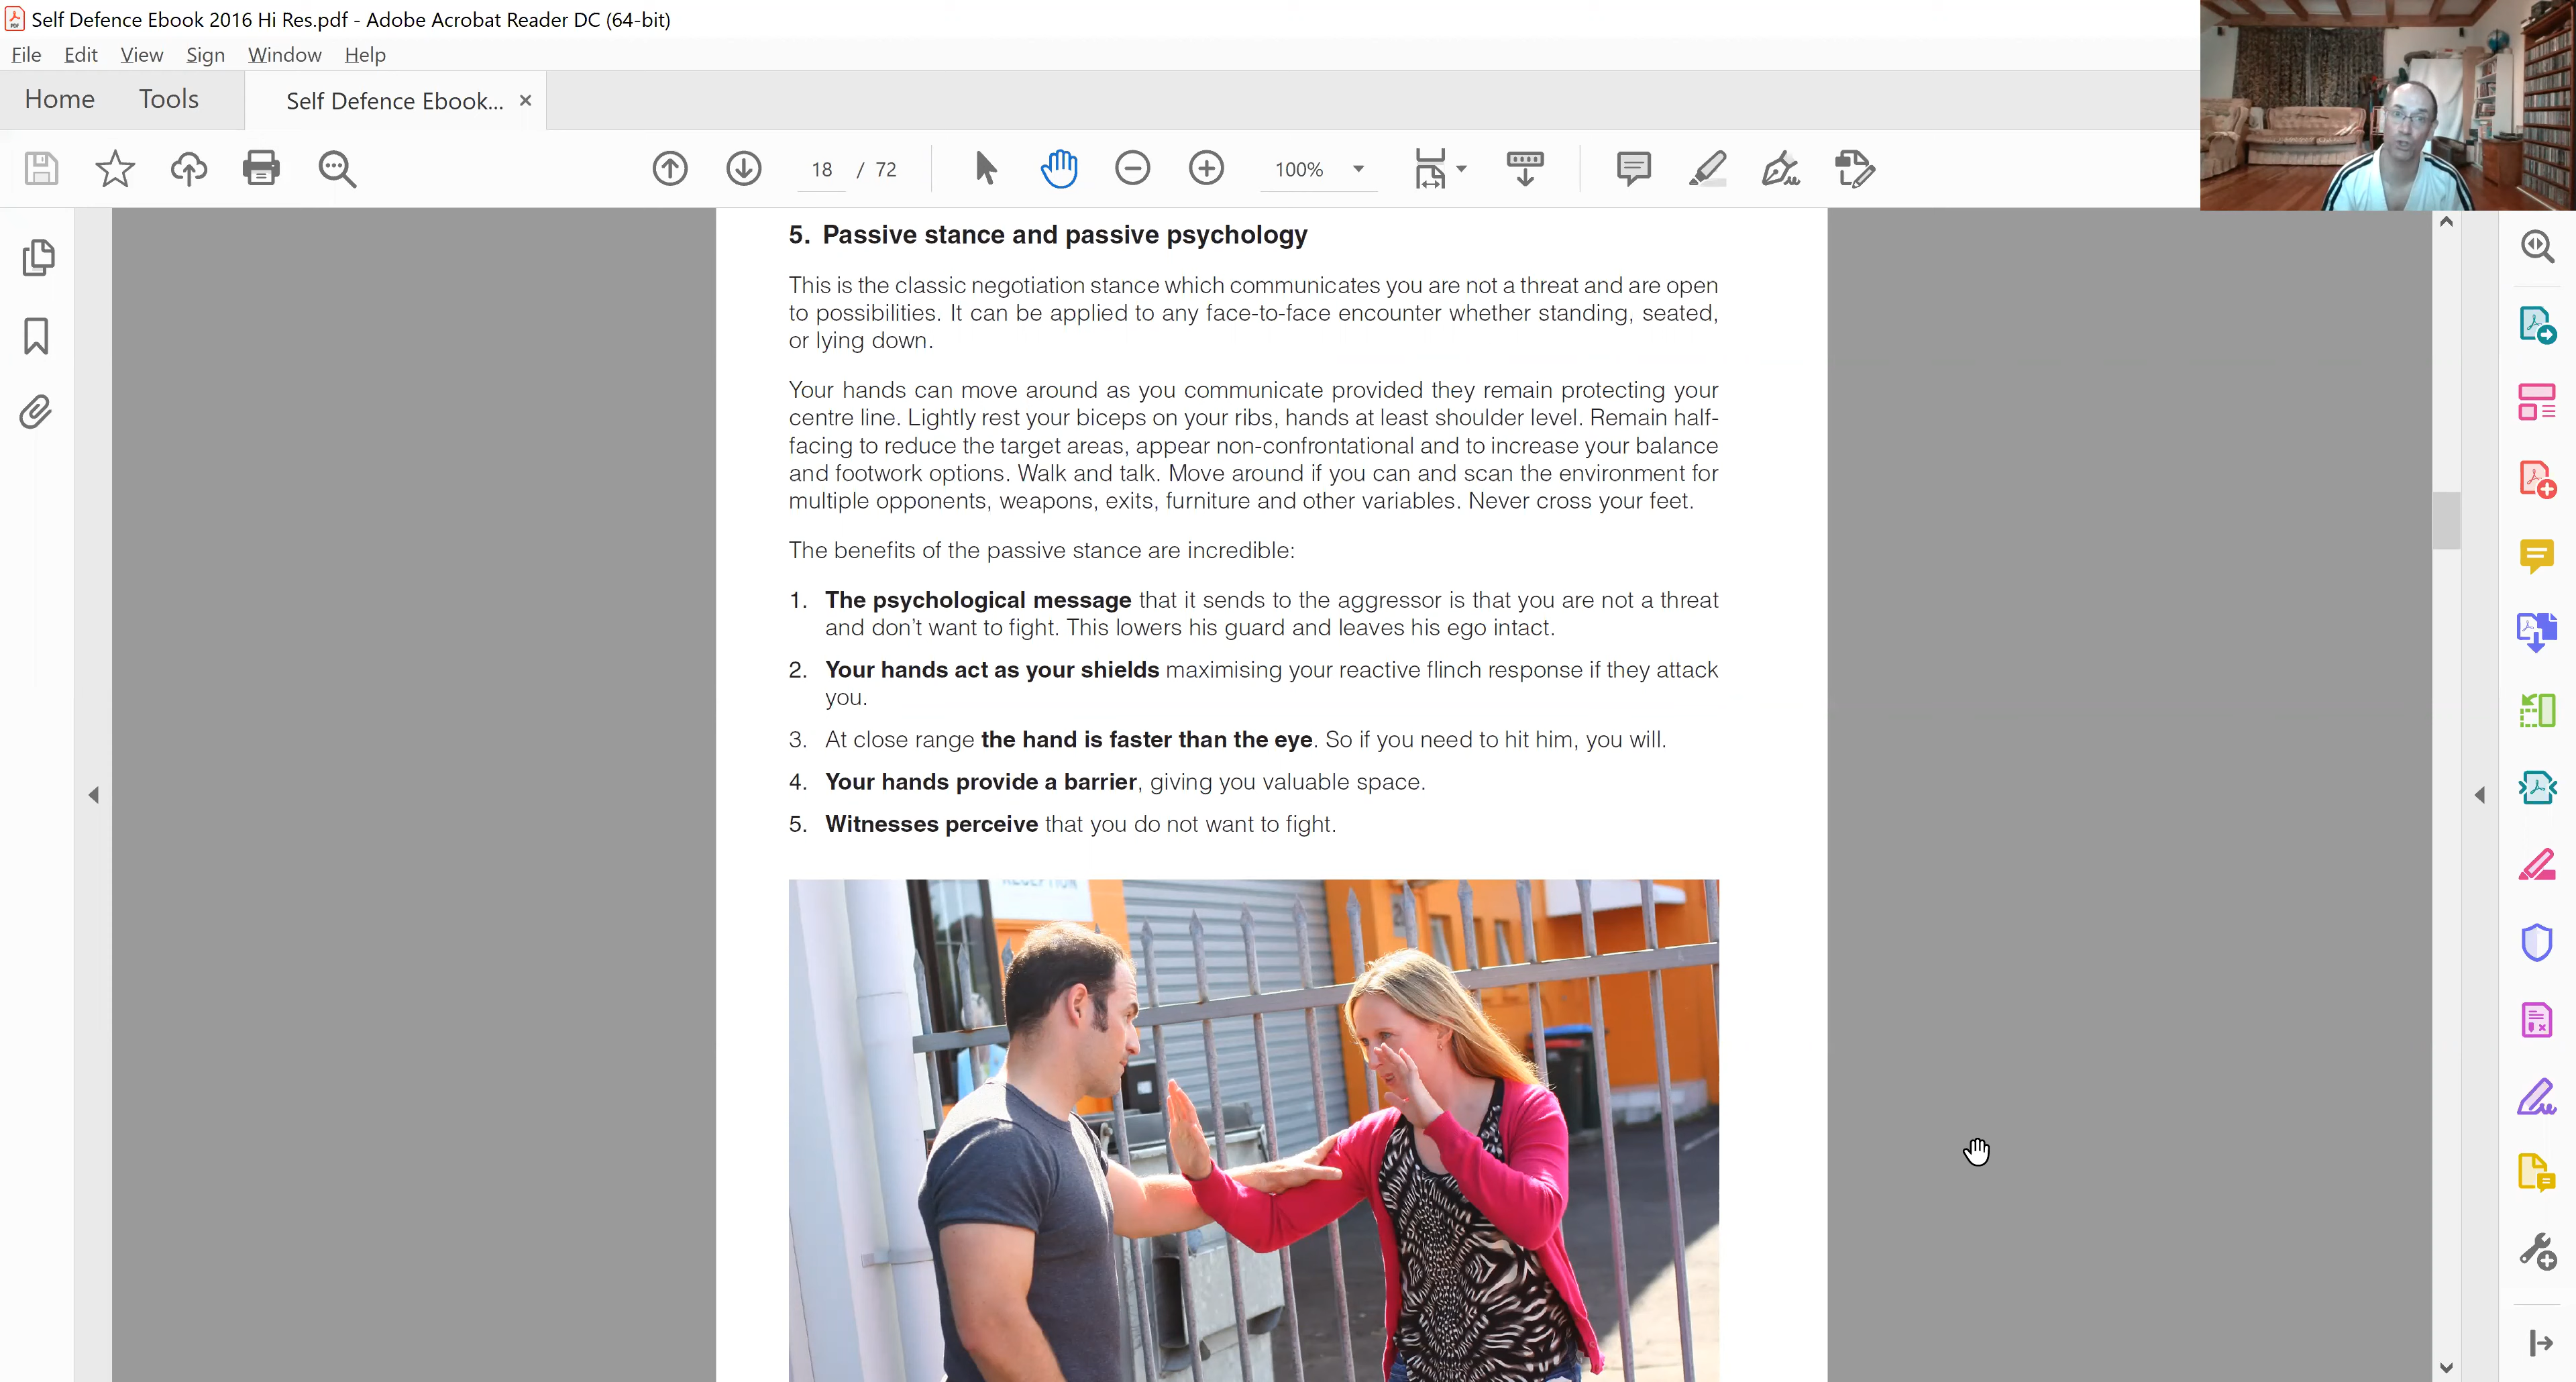 Self Defence Ebook 2016 Hi Res.pdf - Adobe Acrobat Reader DC (64-bit)
File Edit View Sign Window Help
Home Tools Self Defence Ebook... ×
18 / 72 100%
5. Passive stance and passive psychology
This is the classic negotiation stance which communicates you are not a threat and are open
to possibilities. It can be applied to any face-to-face encounter whether standing, seated,
or lying down.
Your hands can move around as you communicate provided they remain protecting your
centre line. Lightly rest your biceps on your ribs, hands at least shoulder level. Remain half-
facing to reduce the target areas, appear non-confrontational and to increase your balance
and footwork options. Walk and talk. Move around if you can and scan the environment for
multiple opponents, weapons, exits, furniture and other variables. Never cross your feet.
The benefits of the passive stance are incredible:
1. The psychological message that it sends to the aggressor is that you are not a threat
and don't want to fight. This lowers his guard and leaves his ego intact.
2. Your hands act as your shields maximising your reactive flinch response if they attack
you.
3. At close range the hand is faster than the eye. So if you need to hit him, you will.
4. Your hands provide a barrier, giving you valuable space.
5. Witnesses perceive that you do not want to fight.